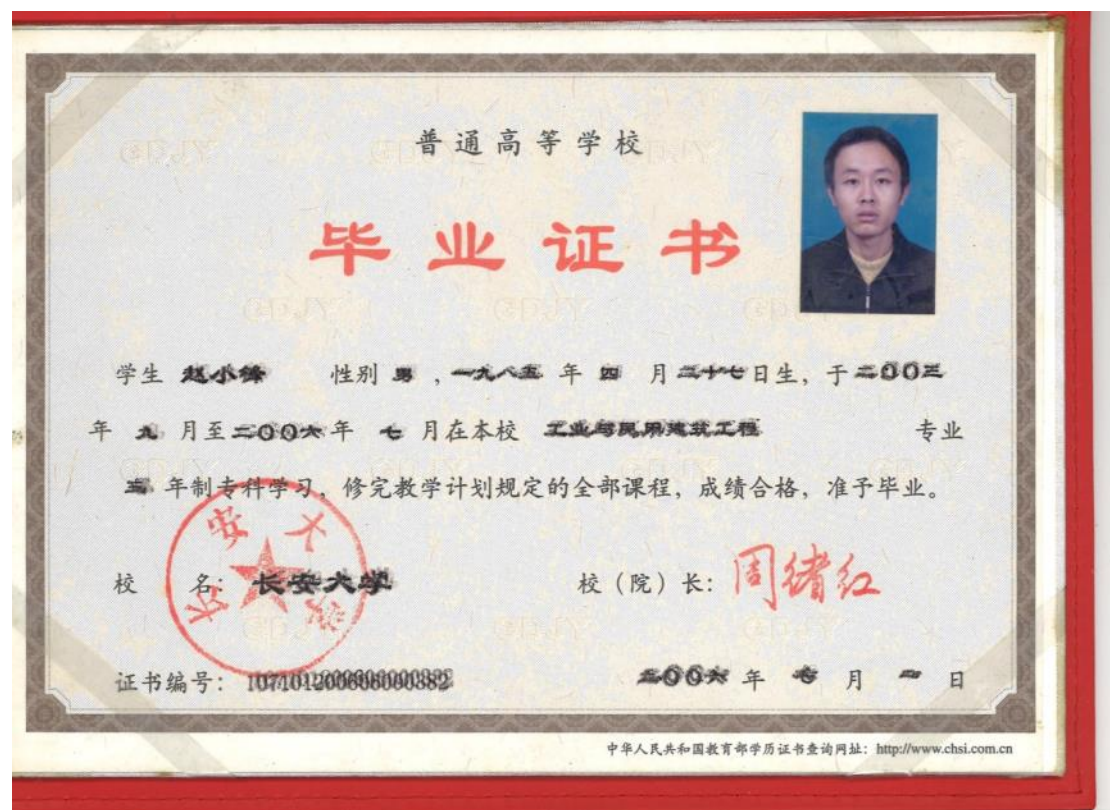 普通高等学校
毕业证书
学生 赵小锋 性别 男 ，一九八五 年 四 月二十七日生，于二00三
年 九 月至二00六年 七 月在本校 工业与民用建筑工程 专业
三 年制专科学习，修完教学计划规定的全部课程，成绩合格，准予毕业。
长安大学
校 名：长安大学 校（院）长：周绪红
证书编号：107101200606000382 二00六 年 七 月 一 日
中华人民共和国教育部学历证书查询网址：http://www.chsi.com.cn